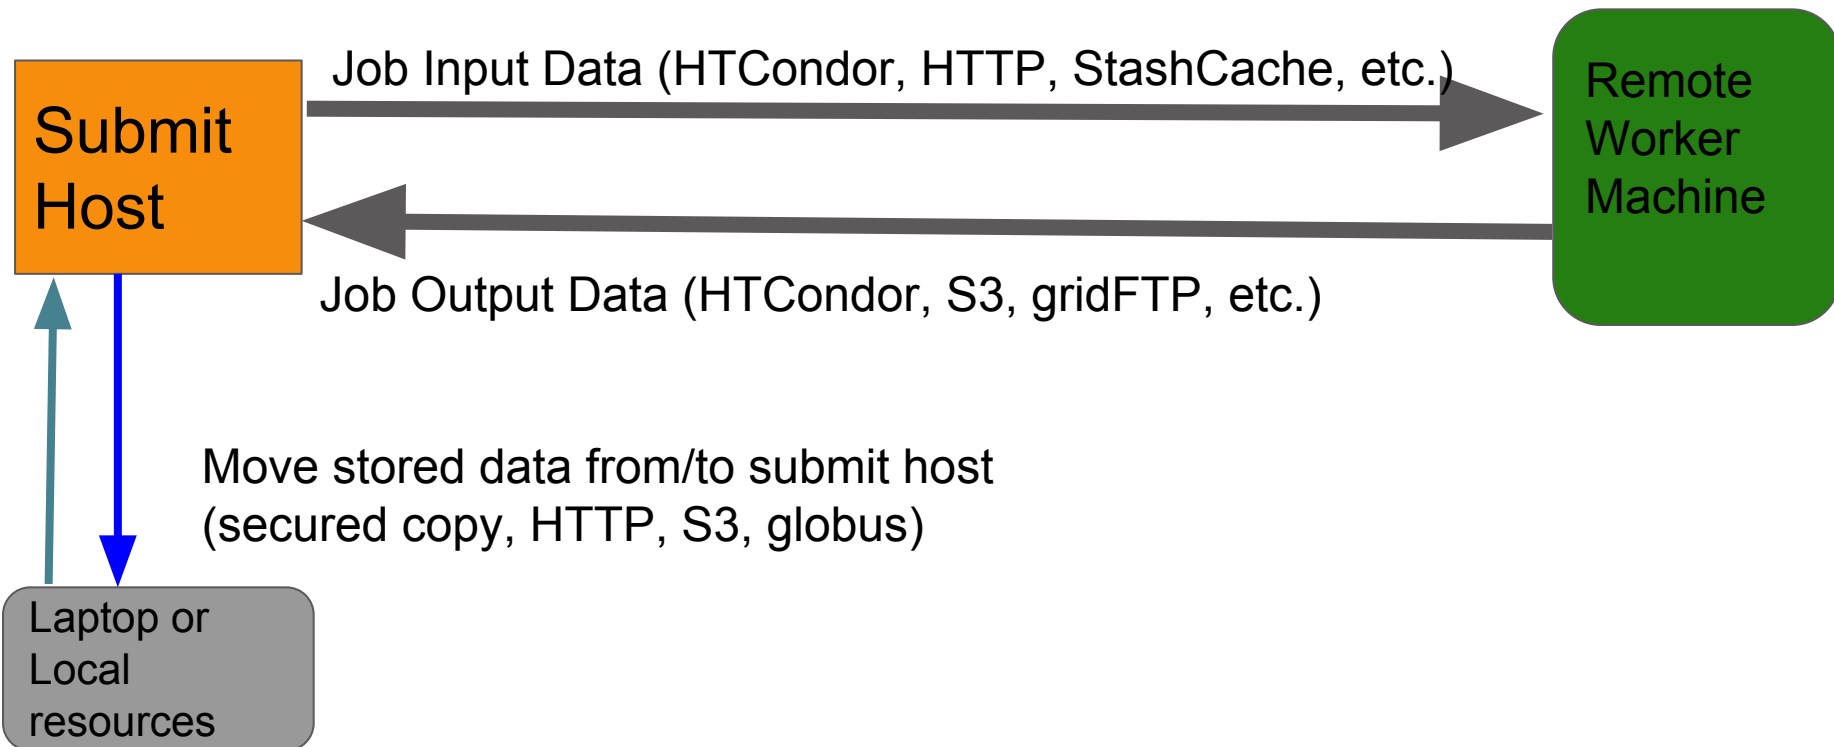 Job Input Data (HTCondor, HTTP, StashCache, etc.)
Submit
Host
Remote
Worker
Machine
Job Output Data (HTCondor, S3, gridFTP, etc.)
Move stored data from/to submit host
(secured copy, HTTP, S3, globus)
Laptop or
Local
resources